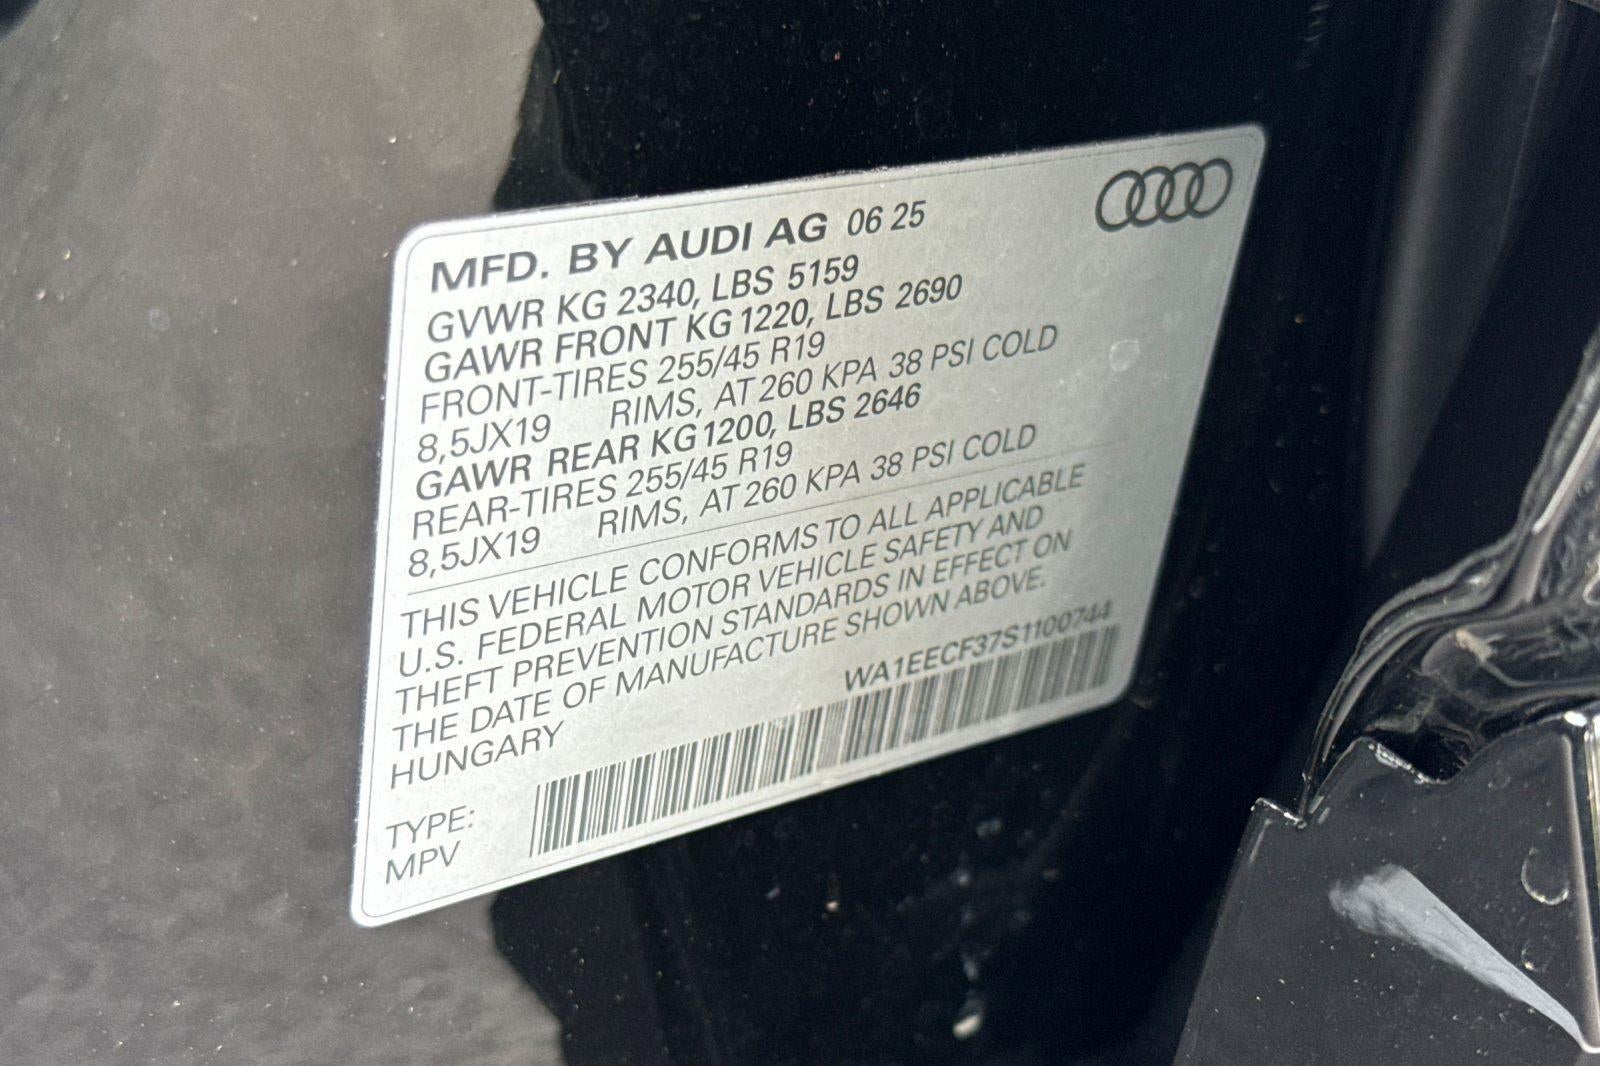 MFD. BY AUDI AG 06 25
GVWR KG 2340, LBS 5159
GAWR FRONT KG 1220, LBS 2690
FRONT-TIRES 255/45 R19
8,5JX19 RIMS, AT 260 KPA 38 PSI COLD
GAWR REAR KG 1200, LBS 2646
REAR-TIRES 255/45 R19
8,5JX19 RIMS, AT 260 KPA 38 PSI COLD
THIS VEHICLE CONFORMS TO ALL APPLICABLE
U.S. FEDERAL MOTOR VEHICLE SAFETY AND
THEFT PREVENTION STANDARDS IN EFFECT ON
THE DATE OF MANUFACTURE SHOWN ABOVE.
HUNGARY WA1EECF37S1100744
TYPE:
MPV